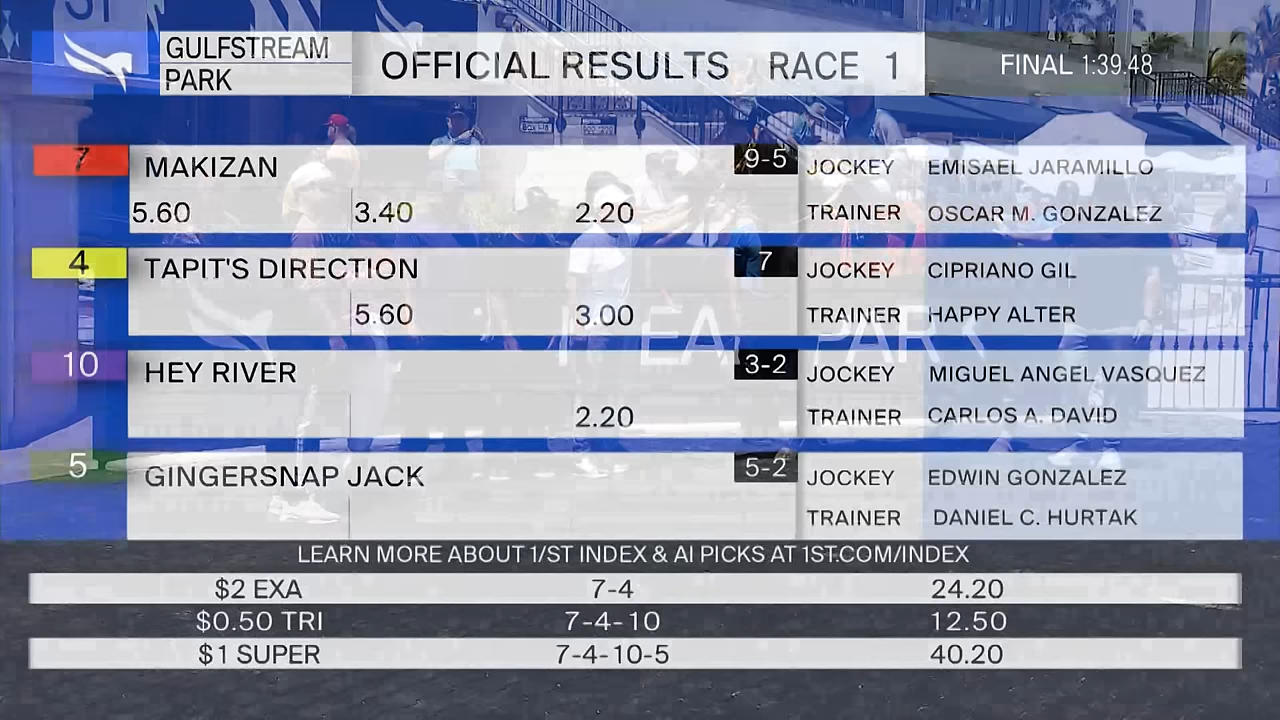 GULFSTREAM
PARK
OFFICIAL RESULTS RACE 1
FINAL 1:39.48
7 MAKIZAN 9-5 JOCKEY EMISAEL JARAMILLO
5.60 3.40 2.20 TRAINER OSCAR M. GONZALEZ
4 TAPIT'S DIRECTION 7 JOCKEY CIPRIANO GIL
5.60 3.00 TRAINER HAPPY ALTER
10 HEY RIVER 3-2 JOCKEY MIGUEL ANGEL VASQUEZ
2.20 TRAINER CARLOS A. DAVID
5 GINGERSNAP JACK 5-2 JOCKEY EDWIN GONZALEZ
TRAINER DANIEL C. HURTAK
LEARN MORE ABOUT 1/ST INDEX & AI PICKS AT 1ST.COM/INDEX
$2 EXA 7-4 24.20
$0.50 TRI 7-4-10 12.50
$1 SUPER 7-4-10-5 40.20